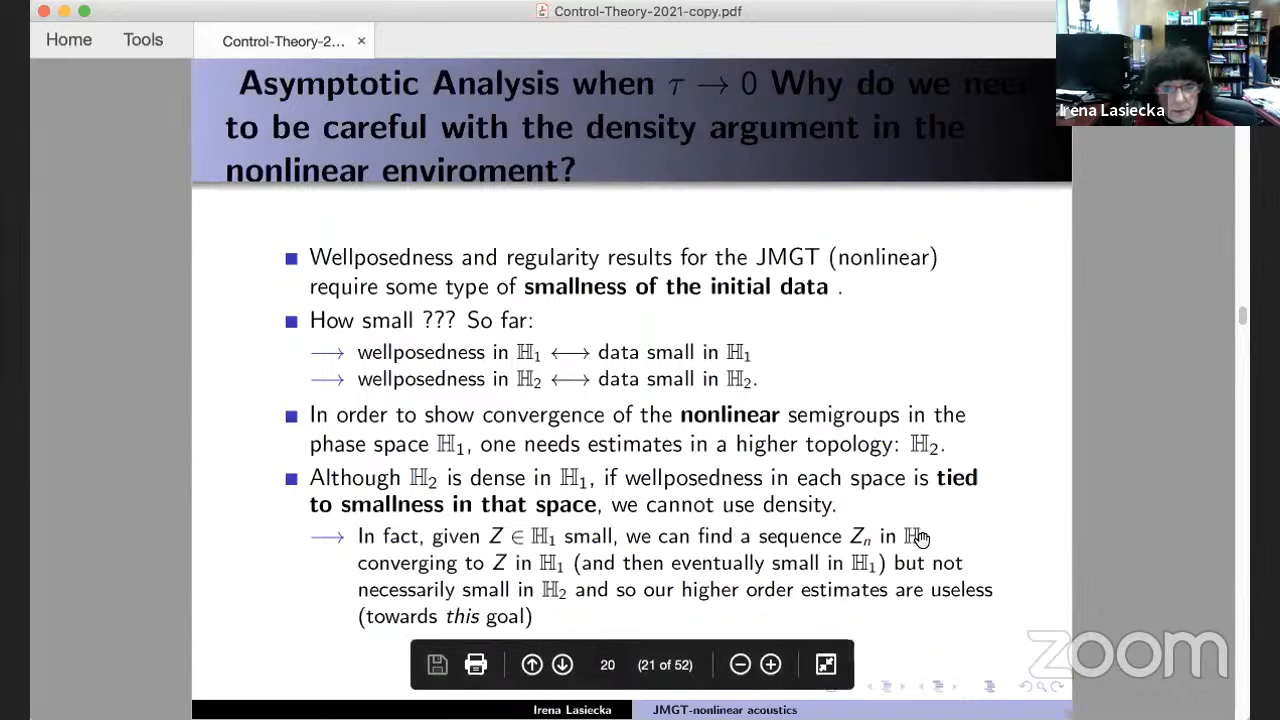 Control-Theory-2021-copy.pdf
Home Tools Control-Theory-2... ×
Asymptotic Analysis when τ → 0 Why do we
to be careful with the density argument in the
nonlinear enviroment?
Irena Lasiecka
Wellposedness and regularity results for the JMGT (nonlinear)
require some type of smallness of the initial data .
How small ??? So far:
⟶ wellposedness in ℍ₁ ⟷ data small in ℍ₁
⟶ wellposedness in ℍ₂ ⟷ data small in ℍ₂.
In order to show convergence of the nonlinear semigroups in the
phase space ℍ₁, one needs estimates in a higher topology: ℍ₂.
Although ℍ₂ is dense in ℍ₁, if wellposedness in each space is tied
to smallness in that space, we cannot use density.
⟶ In fact, given Z ∈ ℍ₁ small, we can find a sequence Zₙ in
converging to Z in ℍ₁ (and then eventually small in ℍ₁) but not
necessarily small in ℍ₂ and so our higher order estimates are useless
(towards this goal)
20 (21 of 52)
zoom
Irena Lasiecka JMGT-nonlinear acoustics